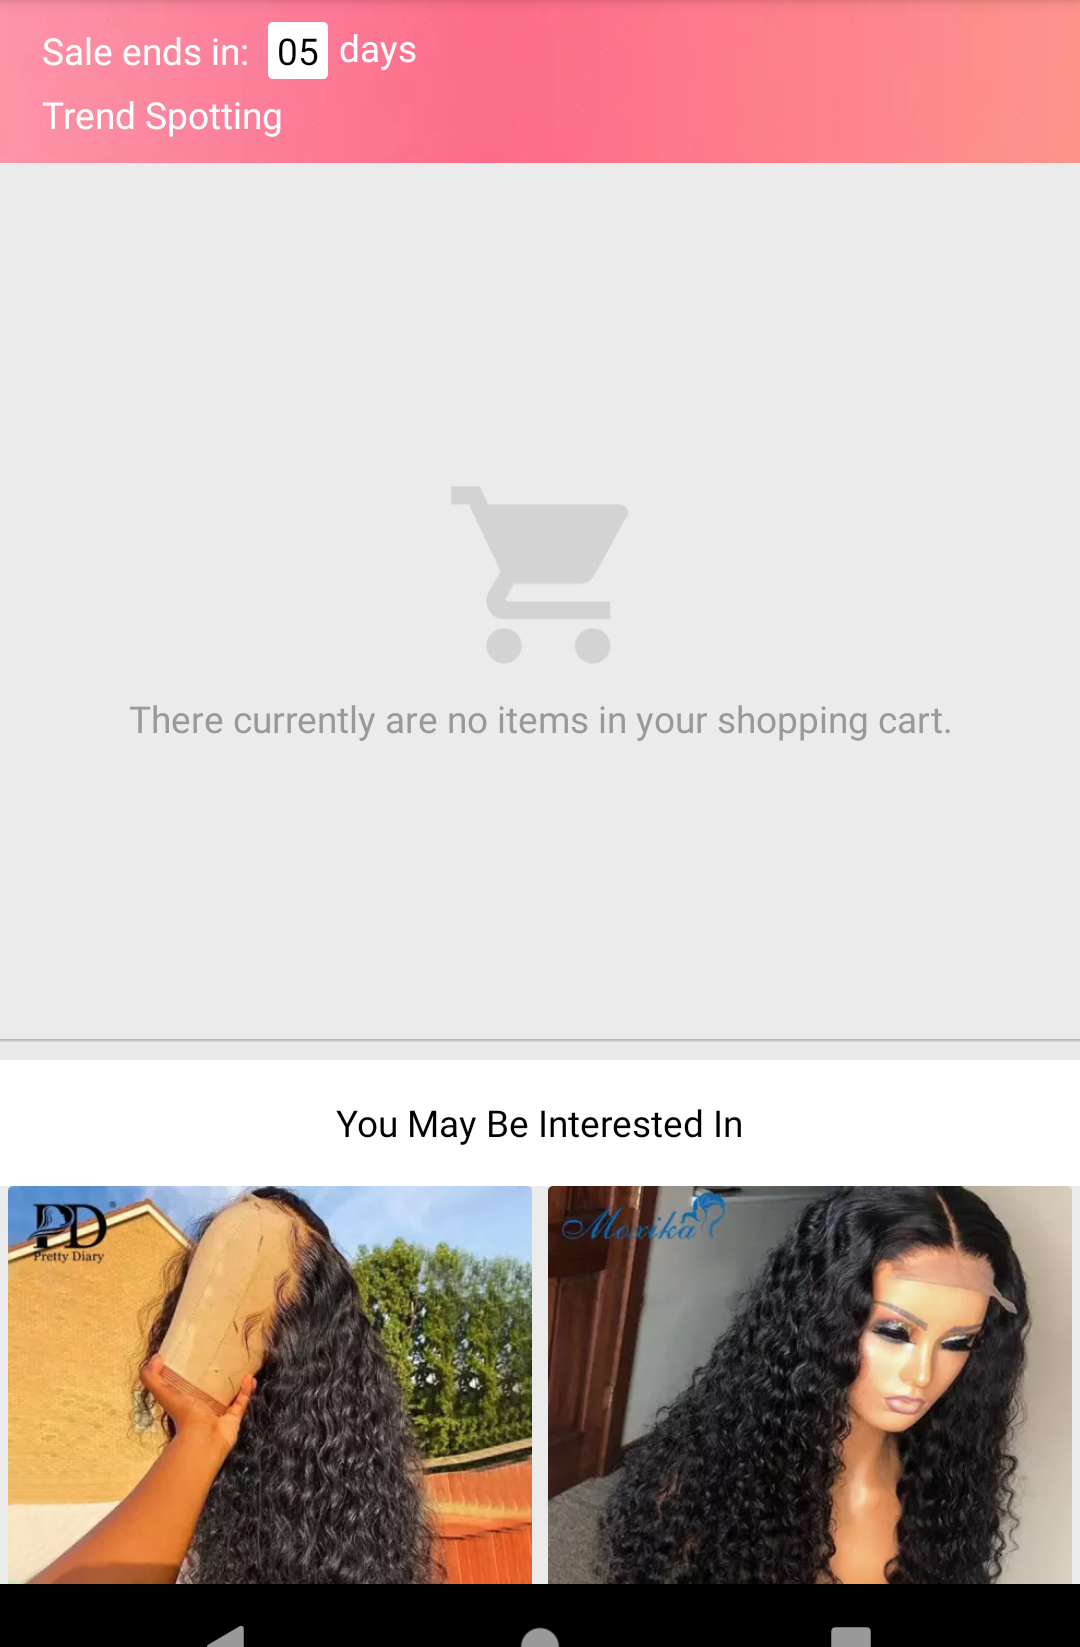 Sale ends in: 05 days
Trend Spotting
There currently are no items in your shopping cart.
You May Be Interested In
PD®
Pretty Diary
Moxika